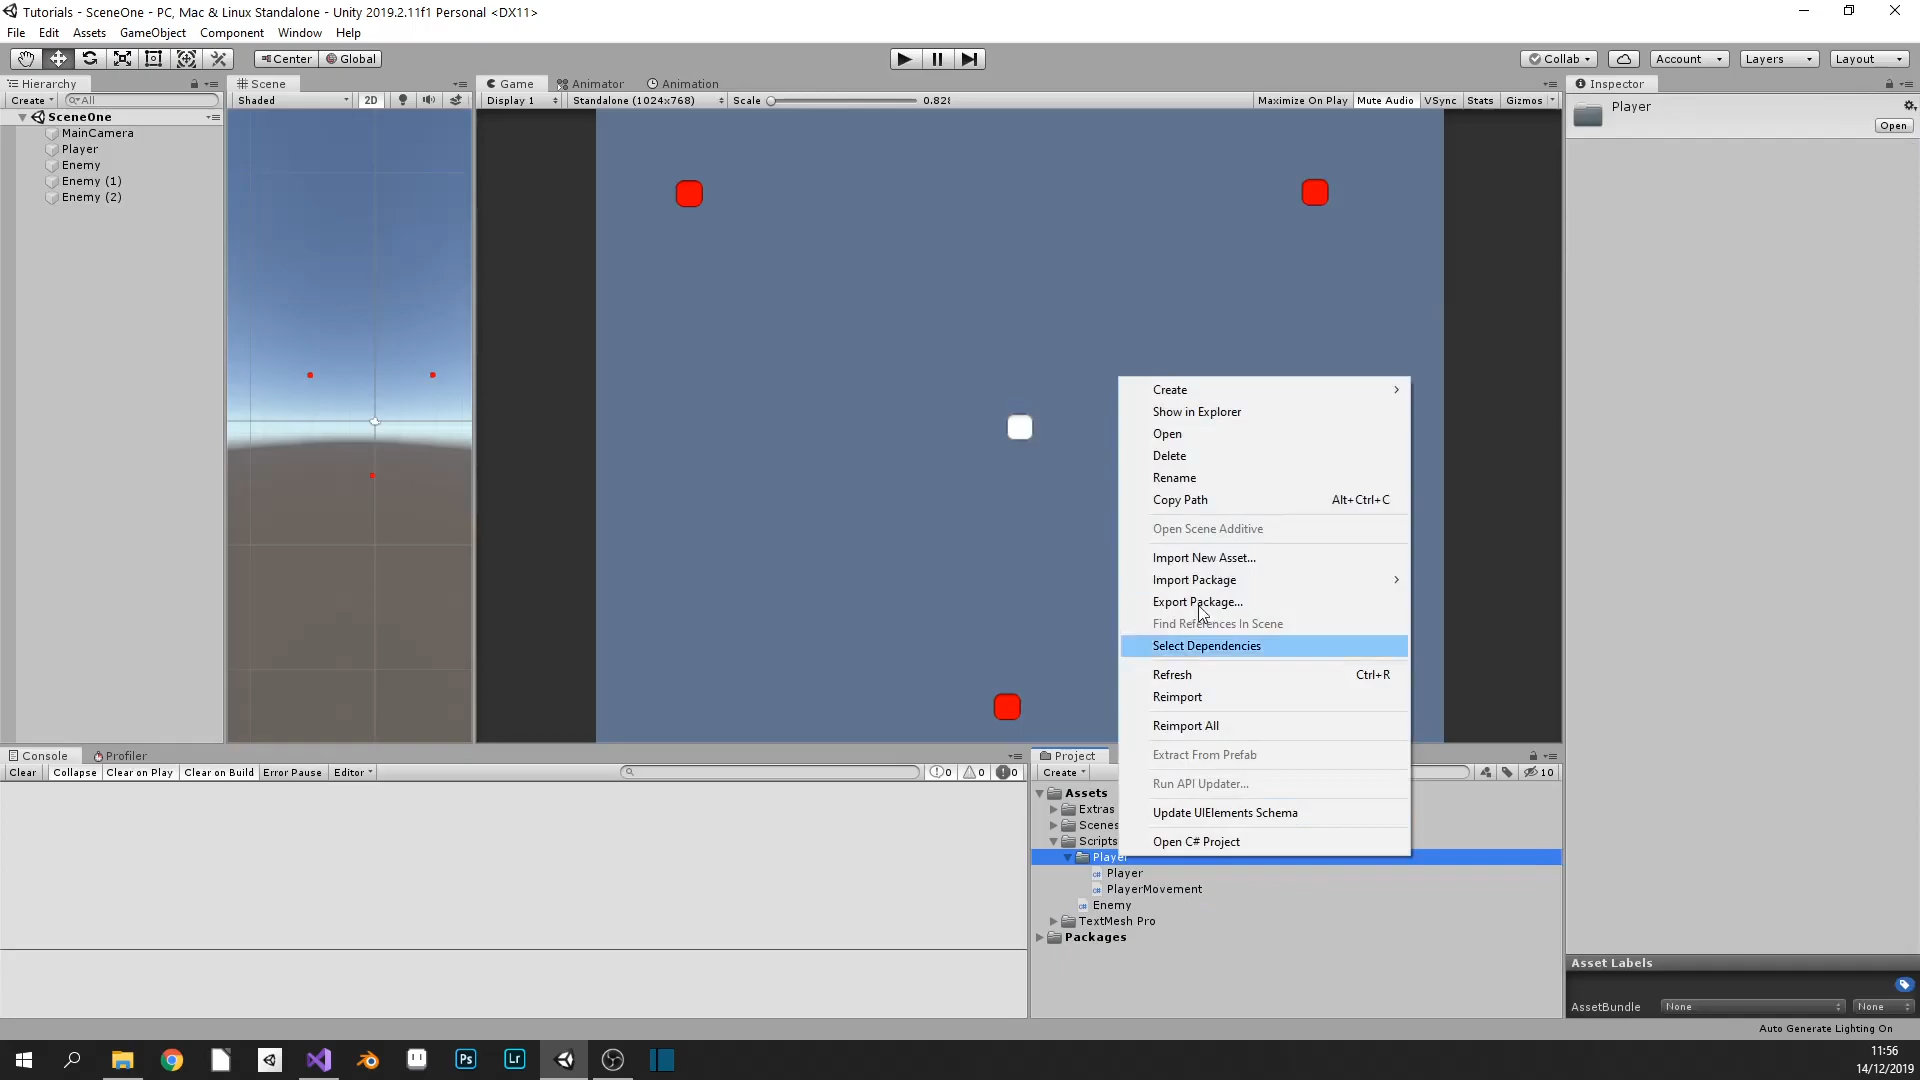 Tutorials - SceneOne - PC, Mac & Linux Standalone - Unity 2019.2.11f1 Personal <DX11>
File Edit Assets GameObject Component Window Help
Center Global Collab Account Layers Layout
Hierarchy Scene Game Animator Animation Inspector
Create All Shaded 2D Display 1 Standalone (1024x768) Scale 0.828 Maximize On Play Mute Audio VSync Stats Gizmos
Player
Open
SceneOne
MainCamera
Player
Enemy
Enemy (1)
Enemy (2)
Create
Show in Explorer
Open
Delete
Rename
Copy Path Alt+Ctrl+C
Open Scene Additive
Import New Asset...
Import Package
Export Package...
Find References In Scene
Select Dependencies
Refresh Ctrl+R
Reimport
Reimport All
Extract From Prefab
Run API Updater...
Update UIElements Schema
Open C# Project
Console Profiler
Clear Collapse Clear on Play Clear on Build Error Pause Editor 0 0 0
Project
Create 10
Assets
Extras
Scenes
Scripts
Player
Player
PlayerMovement
Enemy
TextMesh Pro
Packages
Asset Labels
AssetBundle None None
Auto Generate Lighting On
Ps Lr
11:56
14/12/2019